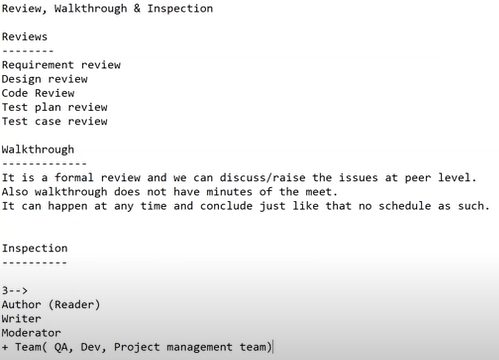 Review, Walkthrough & Inspection
Reviews
--------
Requirement review
Design review
Code Review
Test plan review
Test case review
Walkthrough
-------------
It is a formal review and we can discuss/raise the issues at peer level.
Also walkthrough does not have minutes of the meet.
It can happen at any time and conclude just like that no schedule as such.
Inspection
----------
3-->
Author (Reader)
Writer
Moderator
+ Team( QA, Dev, Project management team)